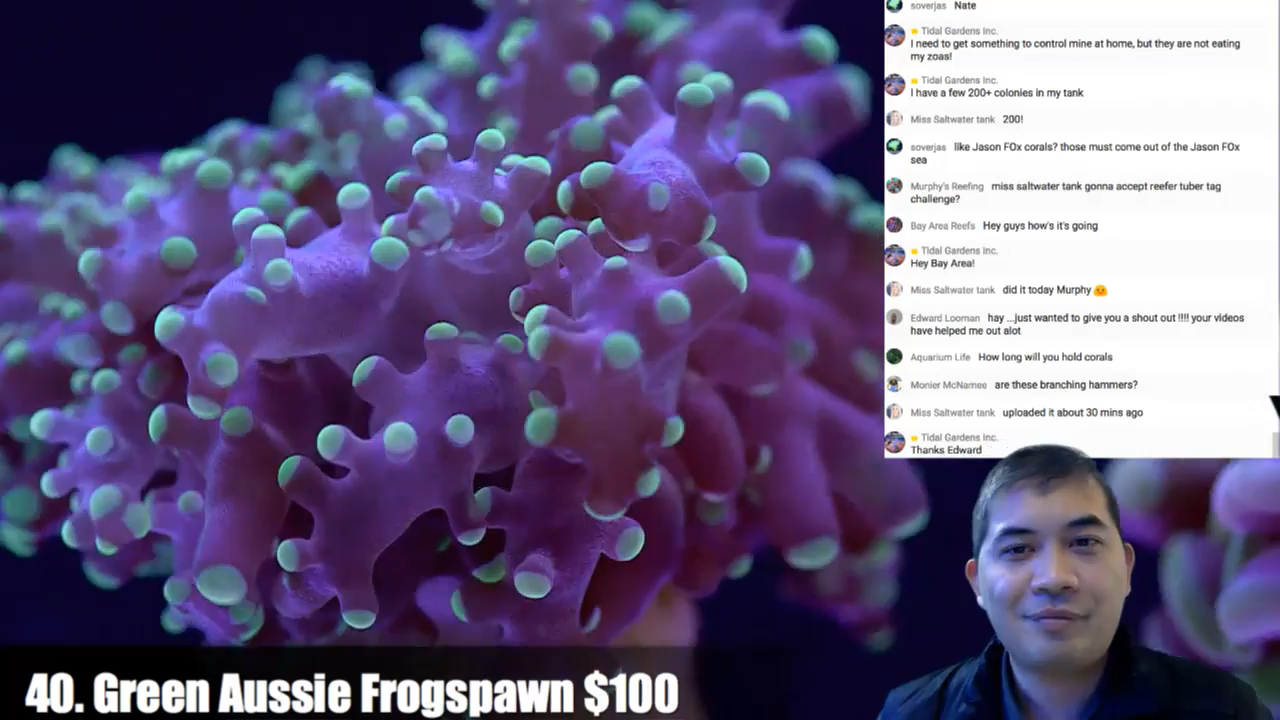 soverjas Nate
Tidal Gardens Inc.
I need to get something to control mine at home, but they are not eating
my zoas!
Tidal Gardens Inc.
I have a few 200+ colonies in my tank
Miss Saltwater tank 200!
soverjas like Jason FOx corals? those must come out of the Jason FOx
sea
Murphy's Reefing miss saltwater tank gonna accept reefer tuber tag
challenge?
Bay Area Reefs Hey guys how's it's going
Tidal Gardens Inc.
Hey Bay Area!
Miss Saltwater tank did it today Murphy
Edward Looman hay ...just wanted to give you a shout out !!!! your videos
have helped me out alot
Aquarium Life How long will you hold corals
Monier McNamee are these branching hammers?
Miss Saltwater tank uploaded it about 30 mins ago
Tidal Gardens Inc.
Thanks Edward
40. Green Aussie Frogspawn $100